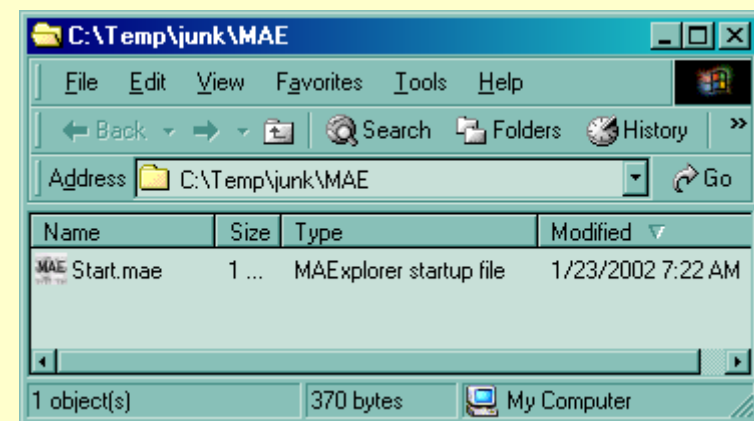 C:\Temp\junk\MAE
File Edit View Favorites Tools Help
Back Search Folders History »
Address C:\Temp\junk\MAE Go
Name Size Type Modified
MAE Start.mae 1 ... MAExplorer startup file 1/23/2002 7:22 AM
1 object(s) 370 bytes My Computer